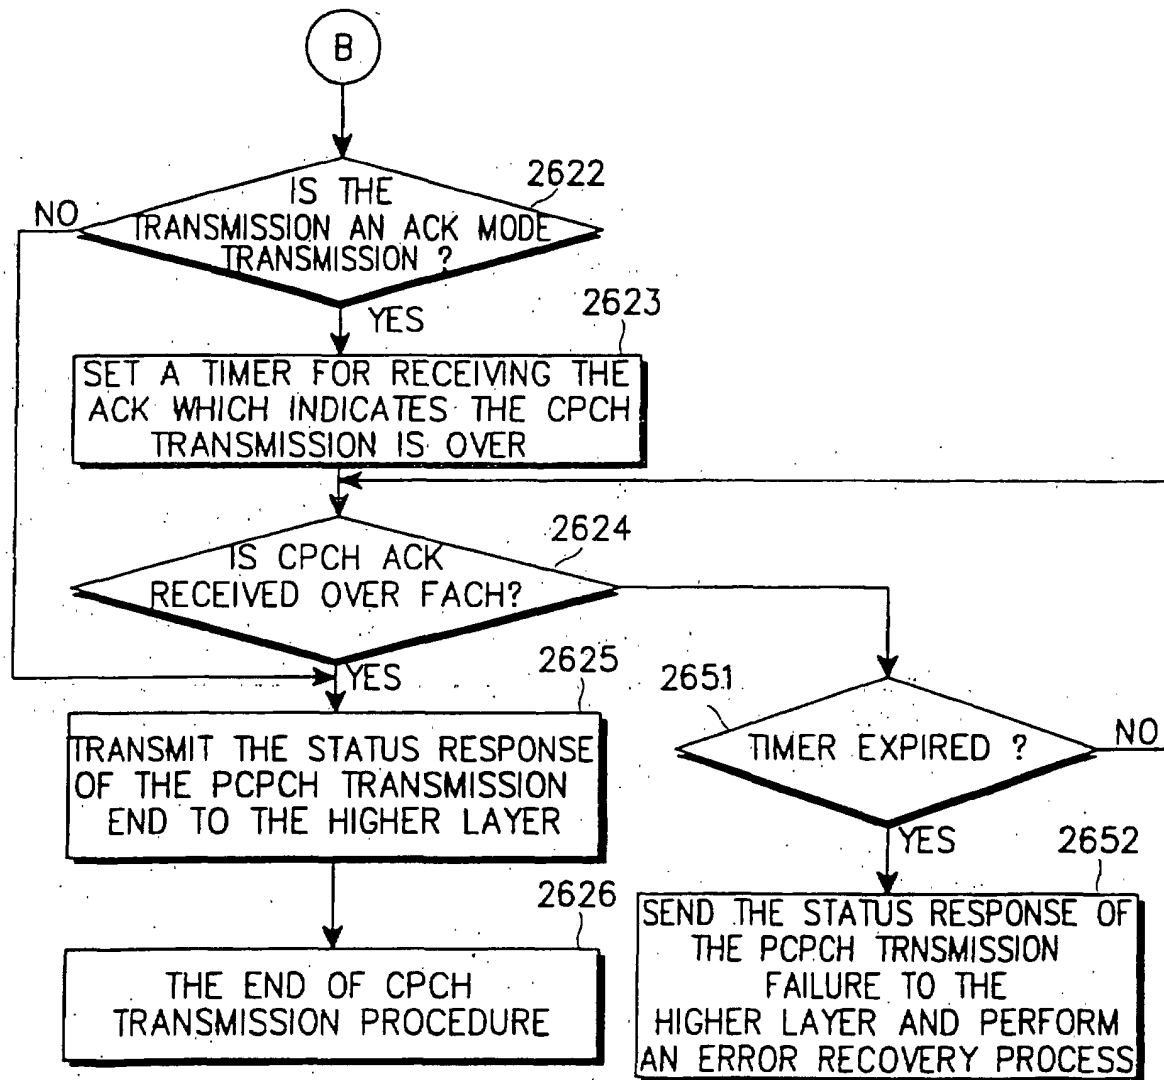 B
2622
IS THE
TRANSMISSION AN ACK MODE
TRANSMISSION ?
NO
YES
2623
SET A TIMER FOR RECEIVING THE
ACK WHICH INDICATES THE CPCH
TRANSMISSION IS OVER
2624
IS CPCH ACK
RECEIVED OVER FACH?
YES
2625
TRANSMIT THE STATUS RESPONSE
OF THE PCPCH TRANSMISSION
END TO THE HIGHER LAYER
2626
THE END OF CPCH
TRANSMISSION PROCEDURE
2651
TIMER EXPIRED ?
NO
YES
2652
SEND THE STATUS RESPONSE OF
THE PCPCH TRNSMISSION
FAILURE TO THE
HIGHER LAYER AND PERFORM
AN ERROR RECOVERY PROCESS